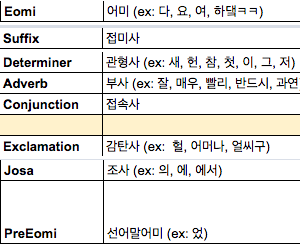 Eomi 어미 (ex: 다, 요, 여, 하댘ㅋㅋ)
Suffix 접미사
Determiner 관형사 (ex: 새, 헌, 참, 첫, 이, 그, 저)
Adverb 부사 (ex: 잘, 매우, 빨리, 반드시, 과연
Conjunction 접속사
Exclamation 감탄사 (ex: 헐, 어머나, 얼씨구)
Josa 조사 (ex: 의, 에, 에서)
PreEomi 선어말어미 (ex: 었)